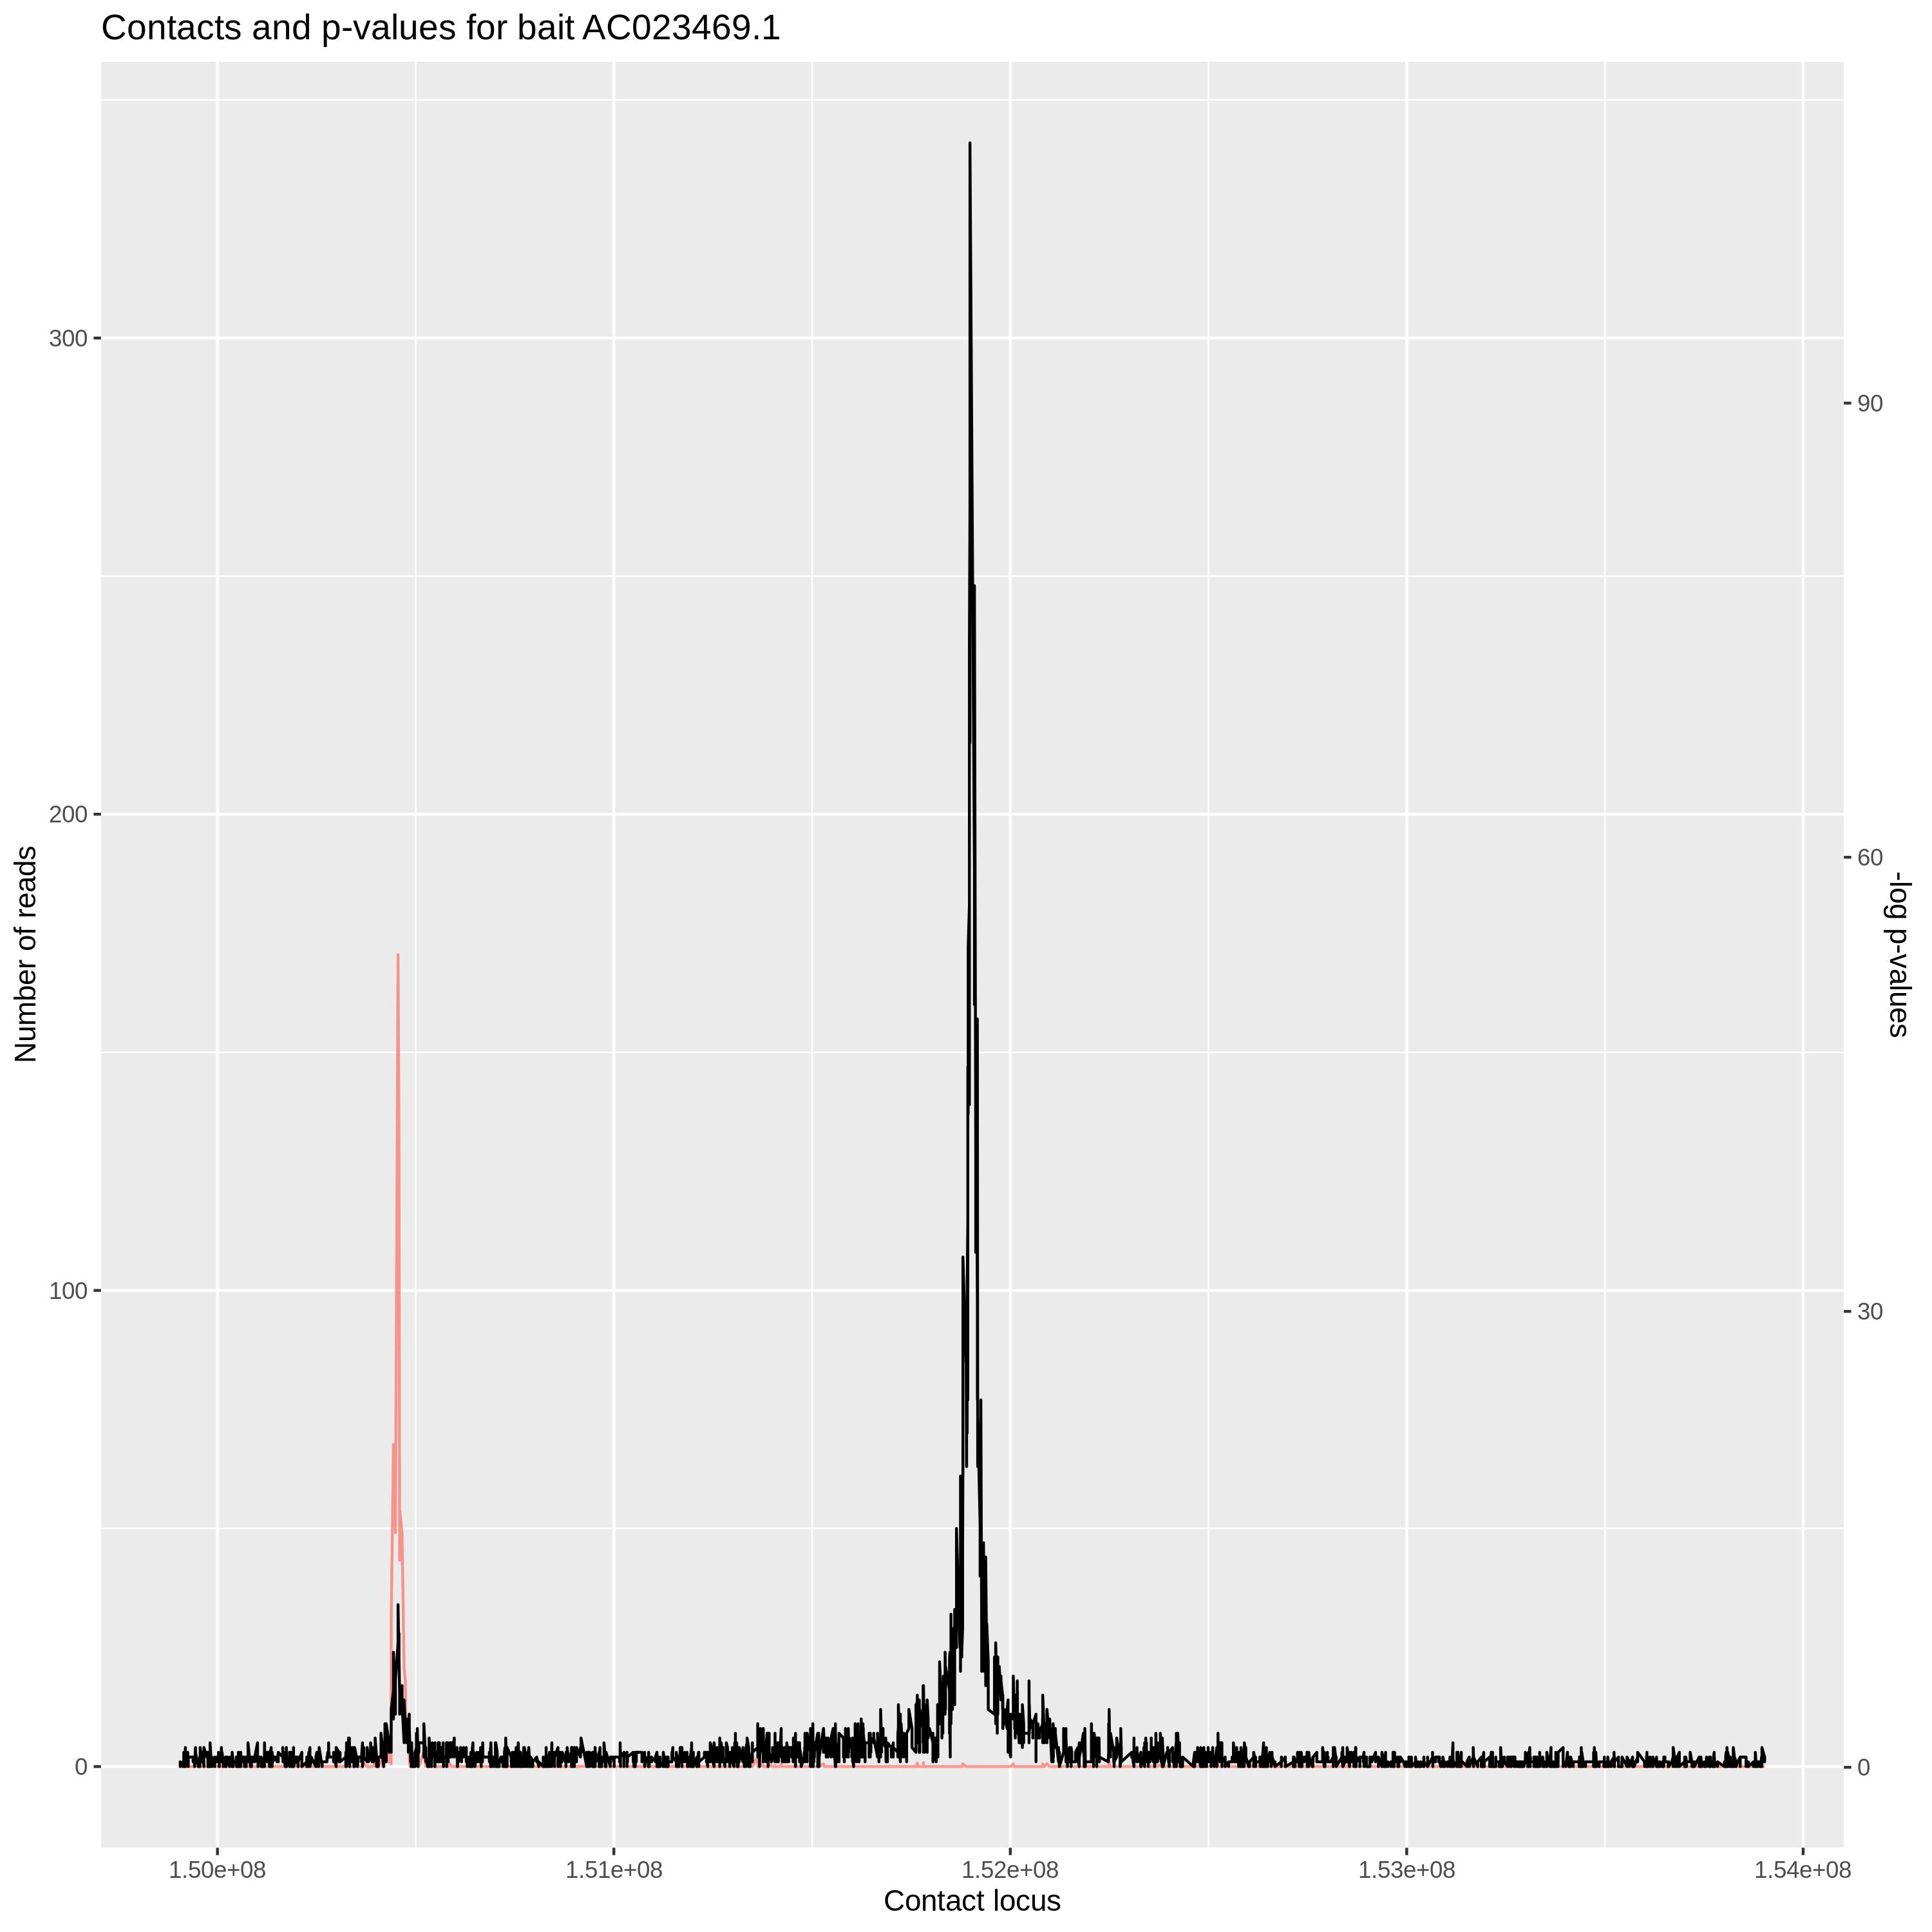 Contacts and p-values for bait AC023469.1
300
200
100
0
Number of reads
90
60
30
0
-log p-values
1.50e+08
1.51e+08
1.52e+08
1.53e+08
1.54e+08
Contact locus